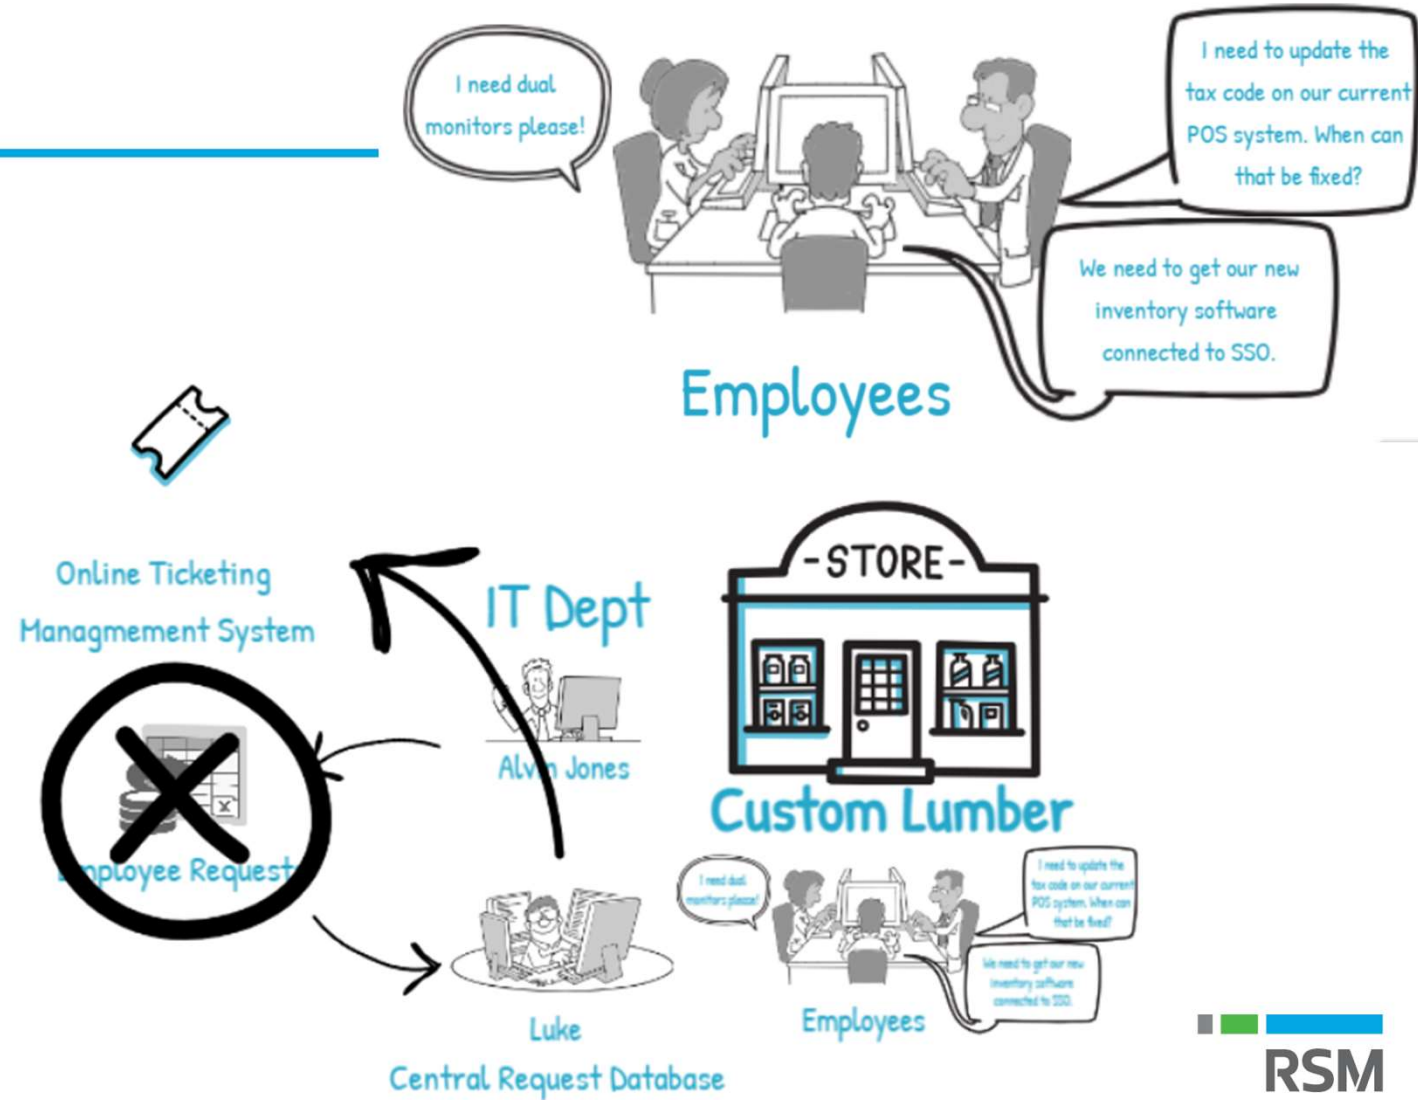 I need dual
monitors please!
I need to update the
tax code on our current
POS system. When can
that be fixed?
We need to get our new
inventory software
connected to SSO.
Employees
Online Ticketing
Managmement System
IT Dept
Alvin Jones
Employee Requests
Luke
Central Request Database
-STORE-
Custom Lumber
I need dual
monitors please!
I need to update the
tax code on our current
POS system. When can
that be fixed?
We need to get our new
inventory software
connected to SSO.
Employees
RSM